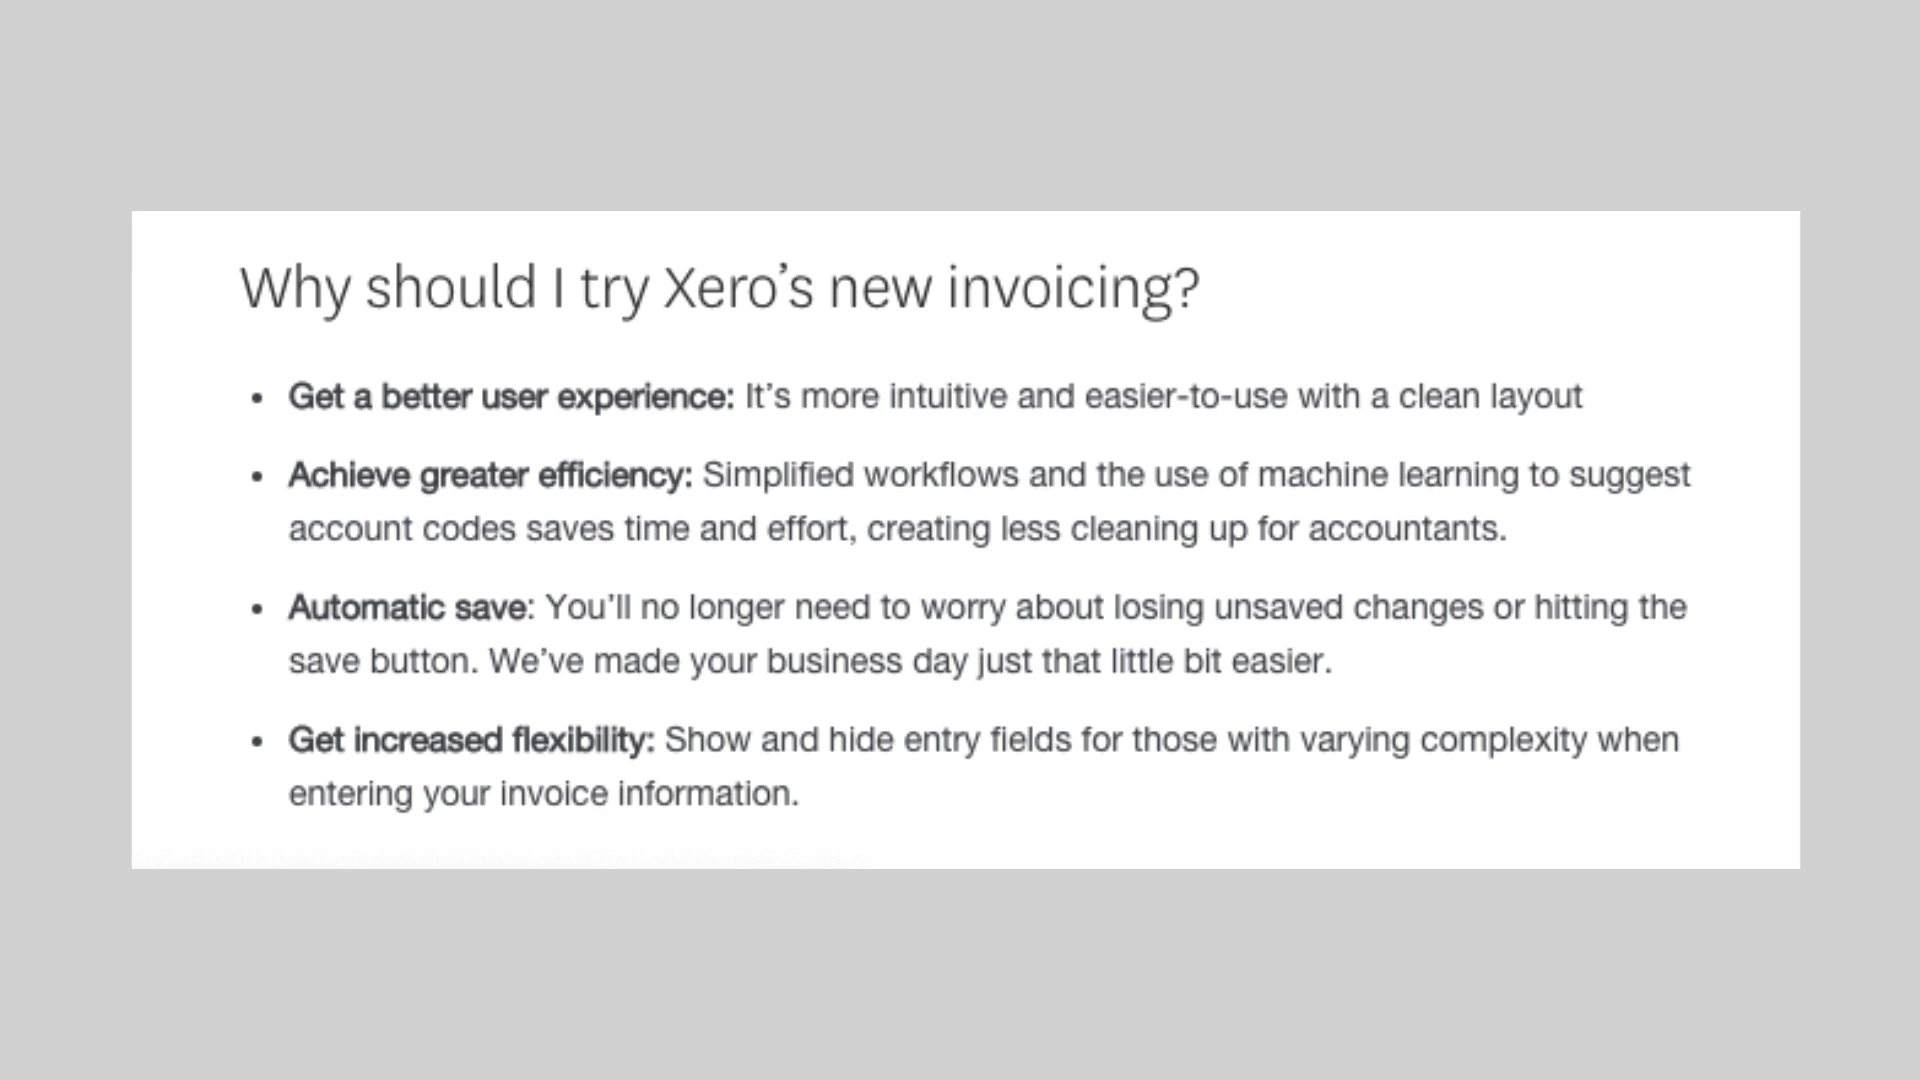 Why should I try Xero’s new invoicing?
• Get a better user experience: It’s more intuitive and easier-to-use with a clean layout
• Achieve greater efficiency: Simplified workflows and the use of machine learning to suggest
account codes saves time and effort, creating less cleaning up for accountants.
• Automatic save: You’ll no longer need to worry about losing unsaved changes or hitting the
save button. We’ve made your business day just that little bit easier.
• Get increased flexibility: Show and hide entry fields for those with varying complexity when
entering your invoice information.